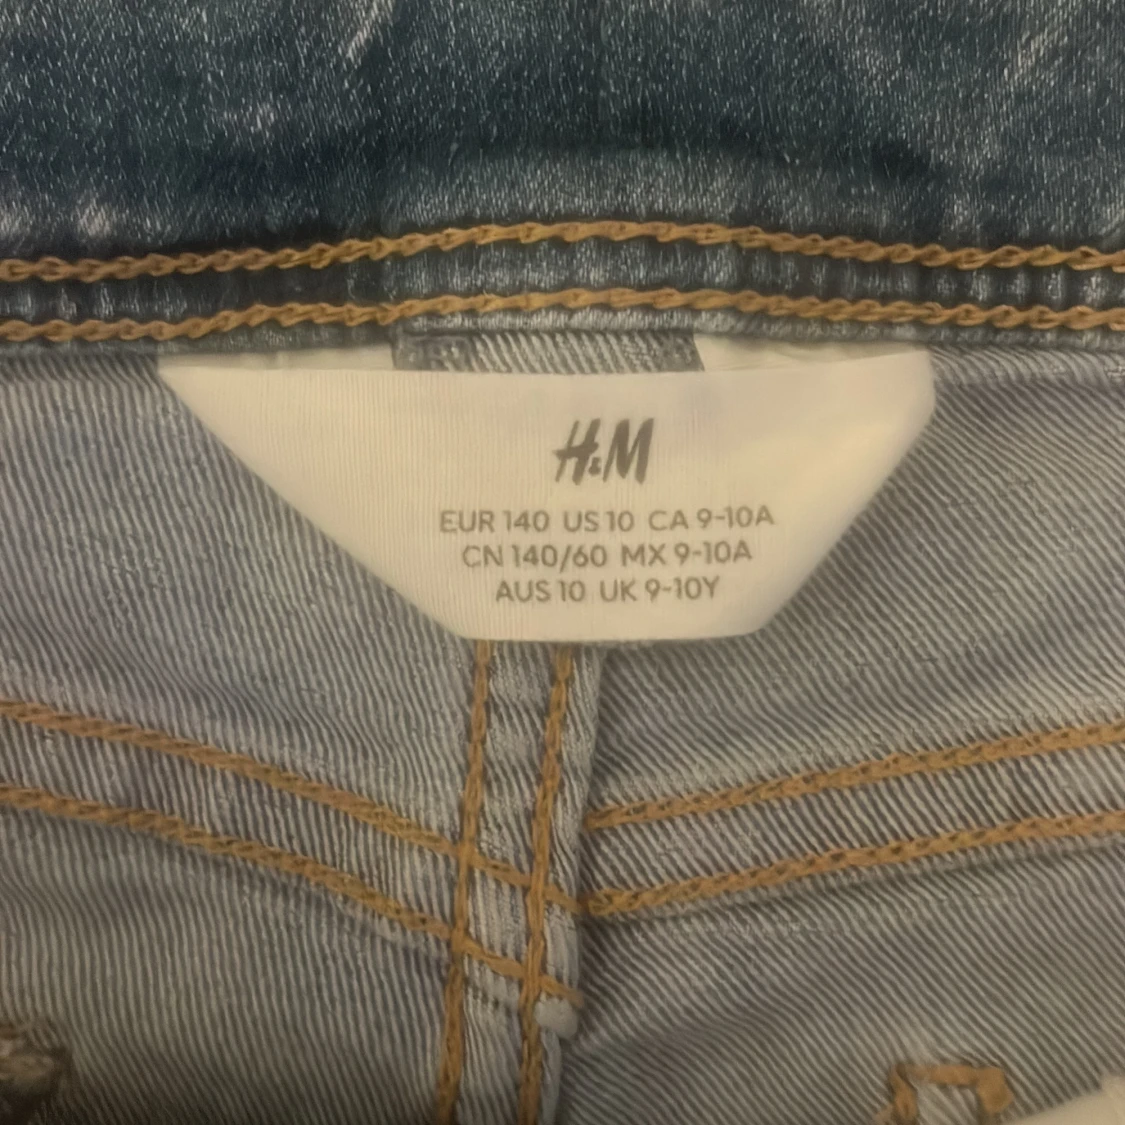 H&M
EUR 140 US 10 CA 9-10A
CN 140/60 MX 9-10A
AUS 10 UK 9-10Y